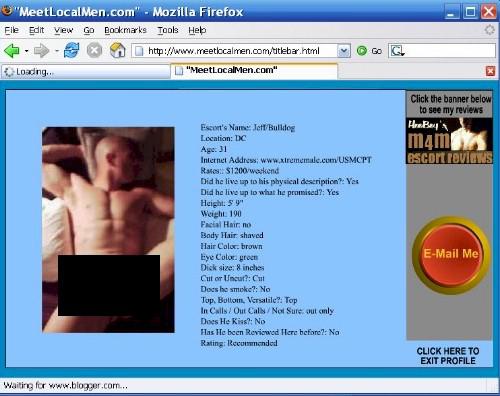 "MeetLocalMen.com" - Mozilla Firefox
File Edit View Go Bookmarks Tools Help
http://www.meetlocalmen.com/titlebar.html Go
Loading... "MeetLocalMen.com"
Click the banner below
to see my reviews
HooBoy's
m4m
escort reviews
Escort's Name: Jeff/Bulldog
Location: DC
Age: 31
Internet Address: www.xtrememale.com/USMCPT
Rates:: $1200/weekend
Did he live up to his physical description?: Yes
Did he live up to what he promised?: Yes
Height: 5' 9"
Weight: 190
Facial Hair: no
Body Hair: shaved
Hair Color: brown
Eye Color: green
Dick size: 8 inches
Cut or Uncut?: Cut
Does he smoke?: No
Top, Bottom, Versatile?: Top
In Calls / Out Calls / Not Sure: out only
Does He Kiss?: No
Has He been Reviewed Here before?: No
Rating: Recommended
E-Mail Me
CLICK HERE TO
EXIT PROFILE
Waiting for www.blogger.com...